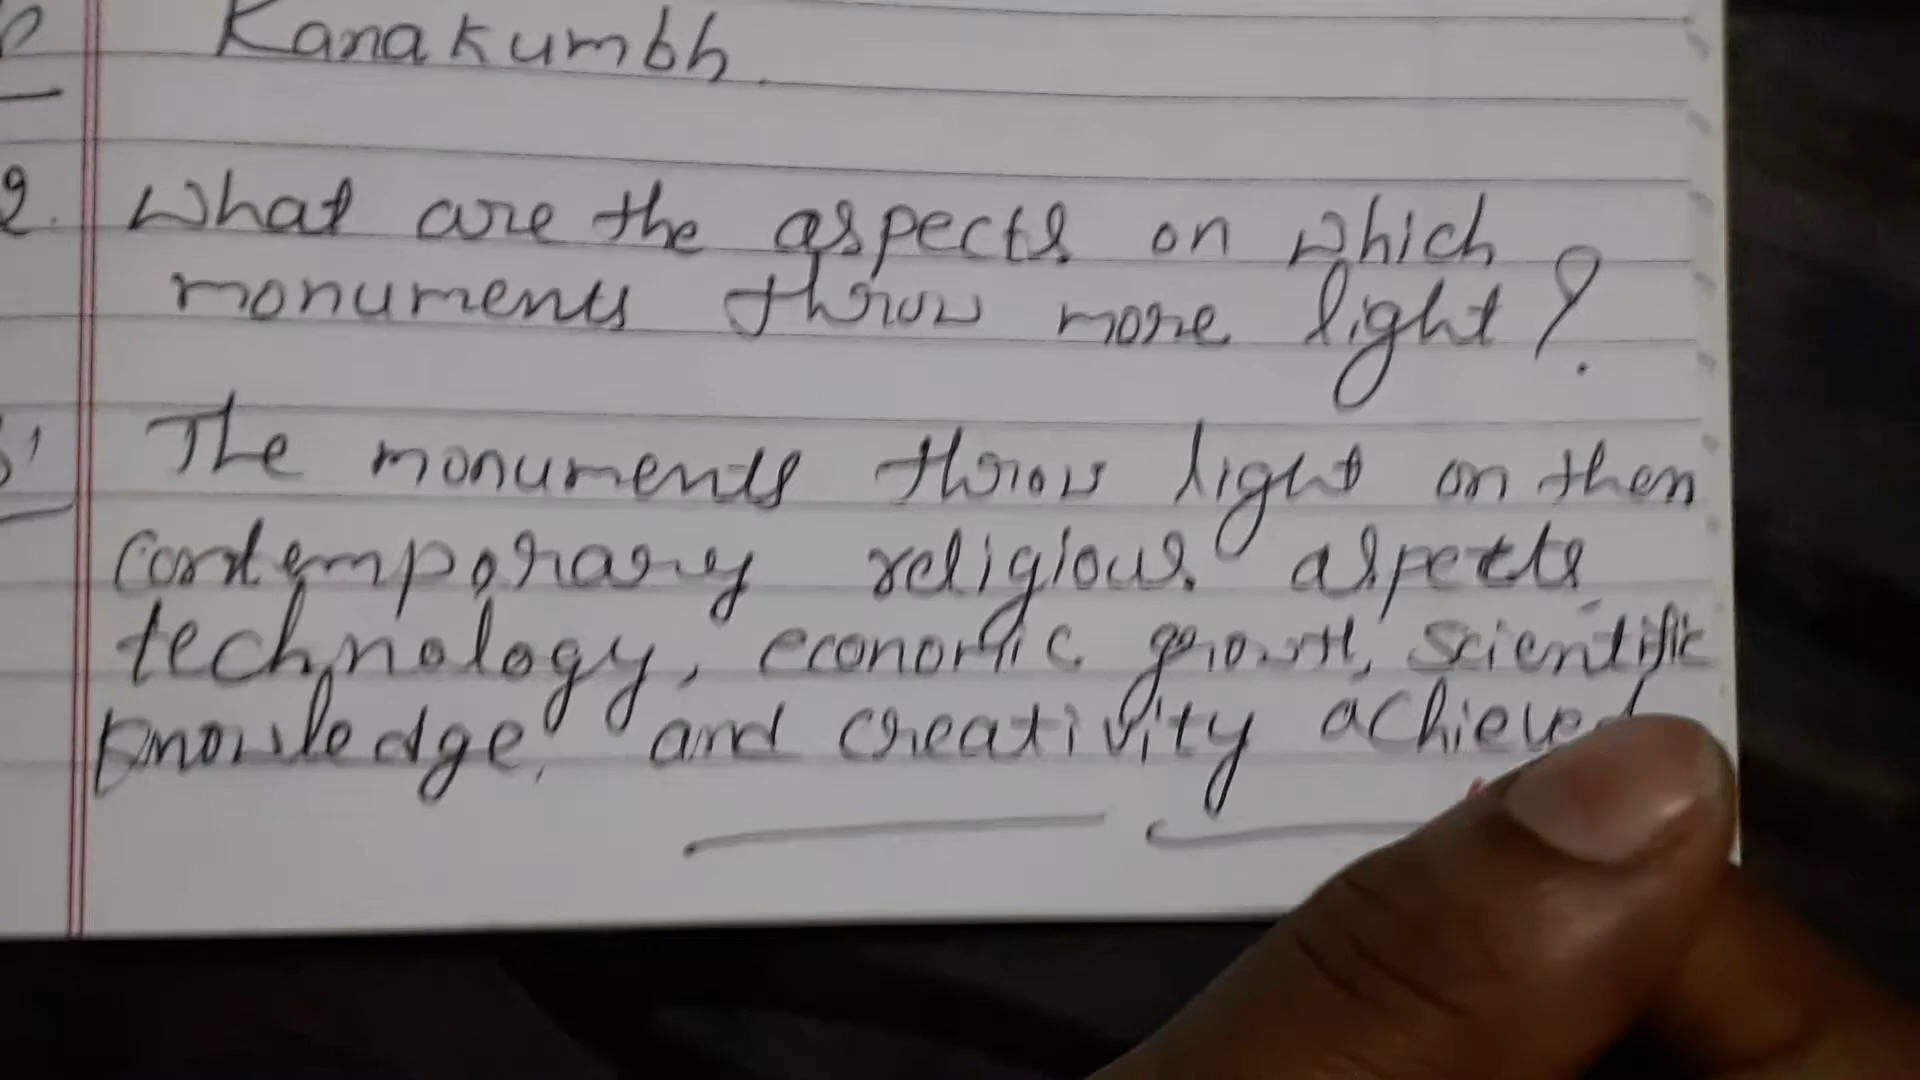 Kanakumbh.
2. What are the aspects on which
monuments throw more light?
The monuments throw light on then
contemporary religious aspects,
technology, economic growth, scientific
knowledge, and creativity achieved